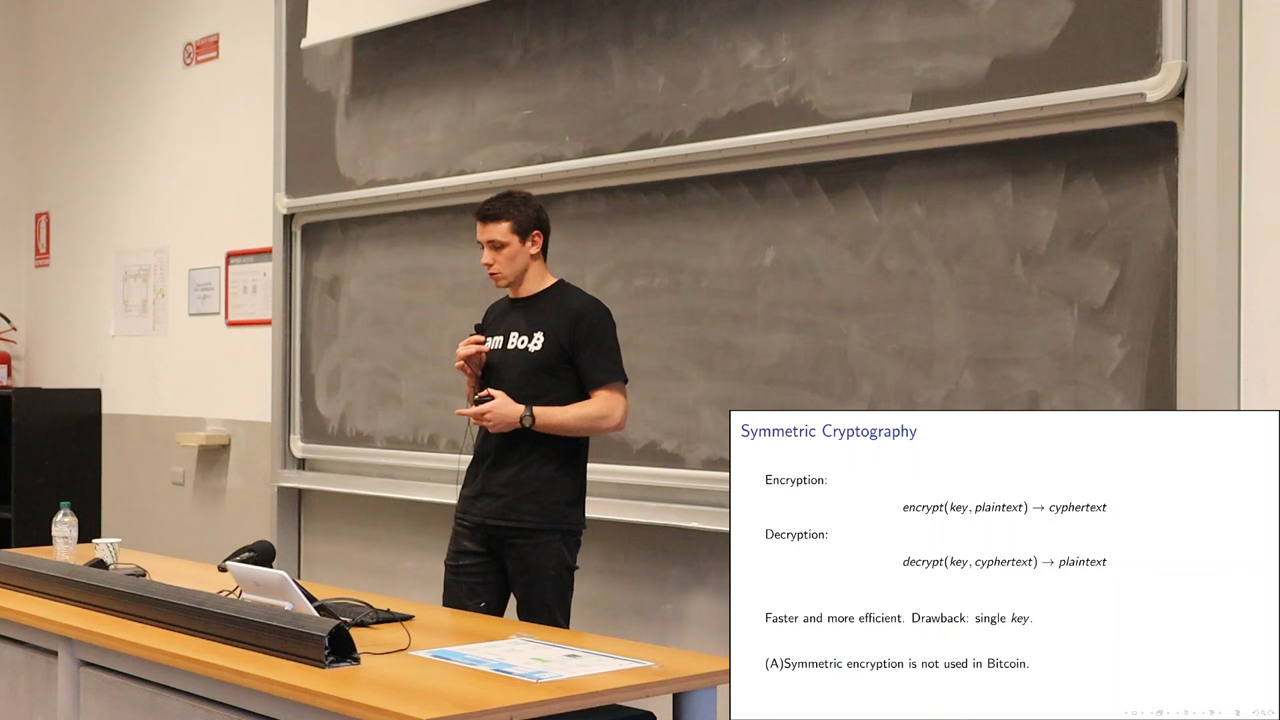 am Bo₿
Symmetric Cryptography
Encryption:
encrypt(key, plaintext) → cyphertext
Decryption:
decrypt(key, cyphertext) → plaintext
Faster and more efficient. Drawback: single key.
(A)Symmetric encryption is not used in Bitcoin.